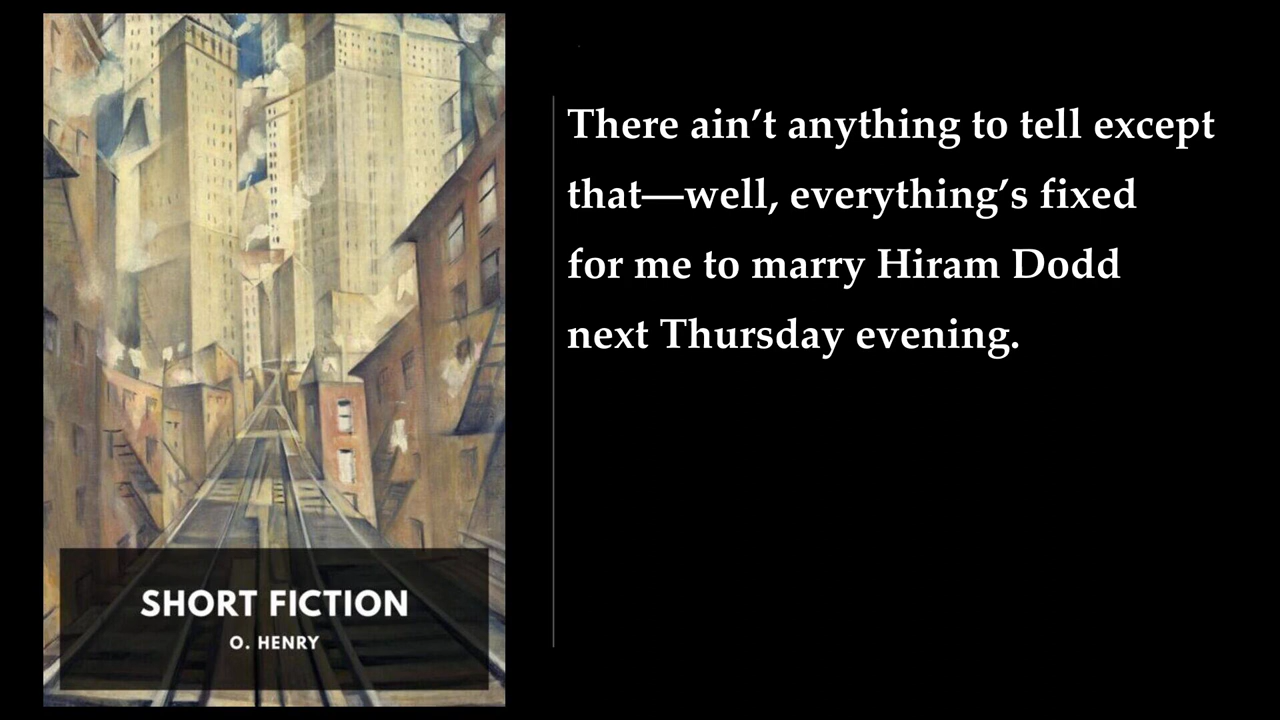 There ain’t anything to tell except
that—well, everything’s fixed
for me to marry Hiram Dodd
next Thursday evening.
SHORT FICTION
O. HENRY